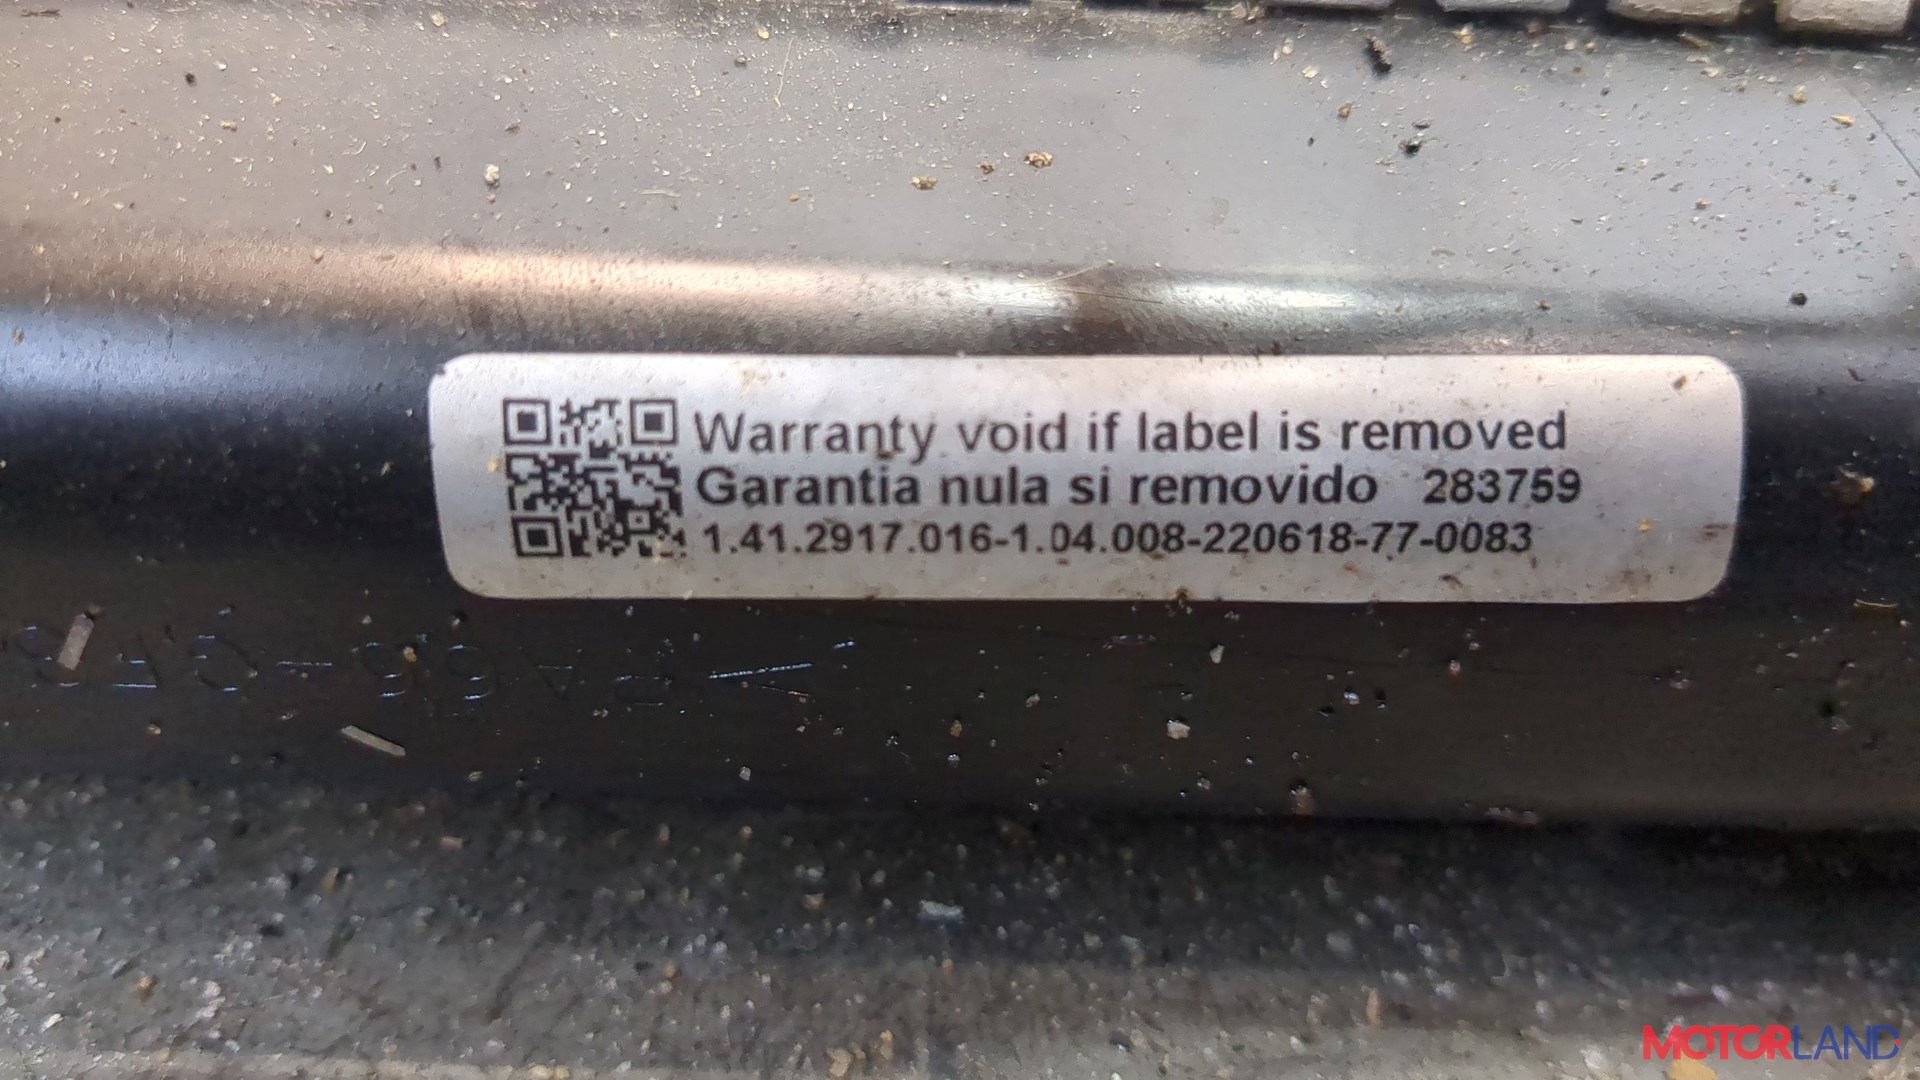 Warranty void if label is removed
Garantia nula si removido 283759
1.41.2917.016-1.04.008-220618-77-0083
MOTORLAND